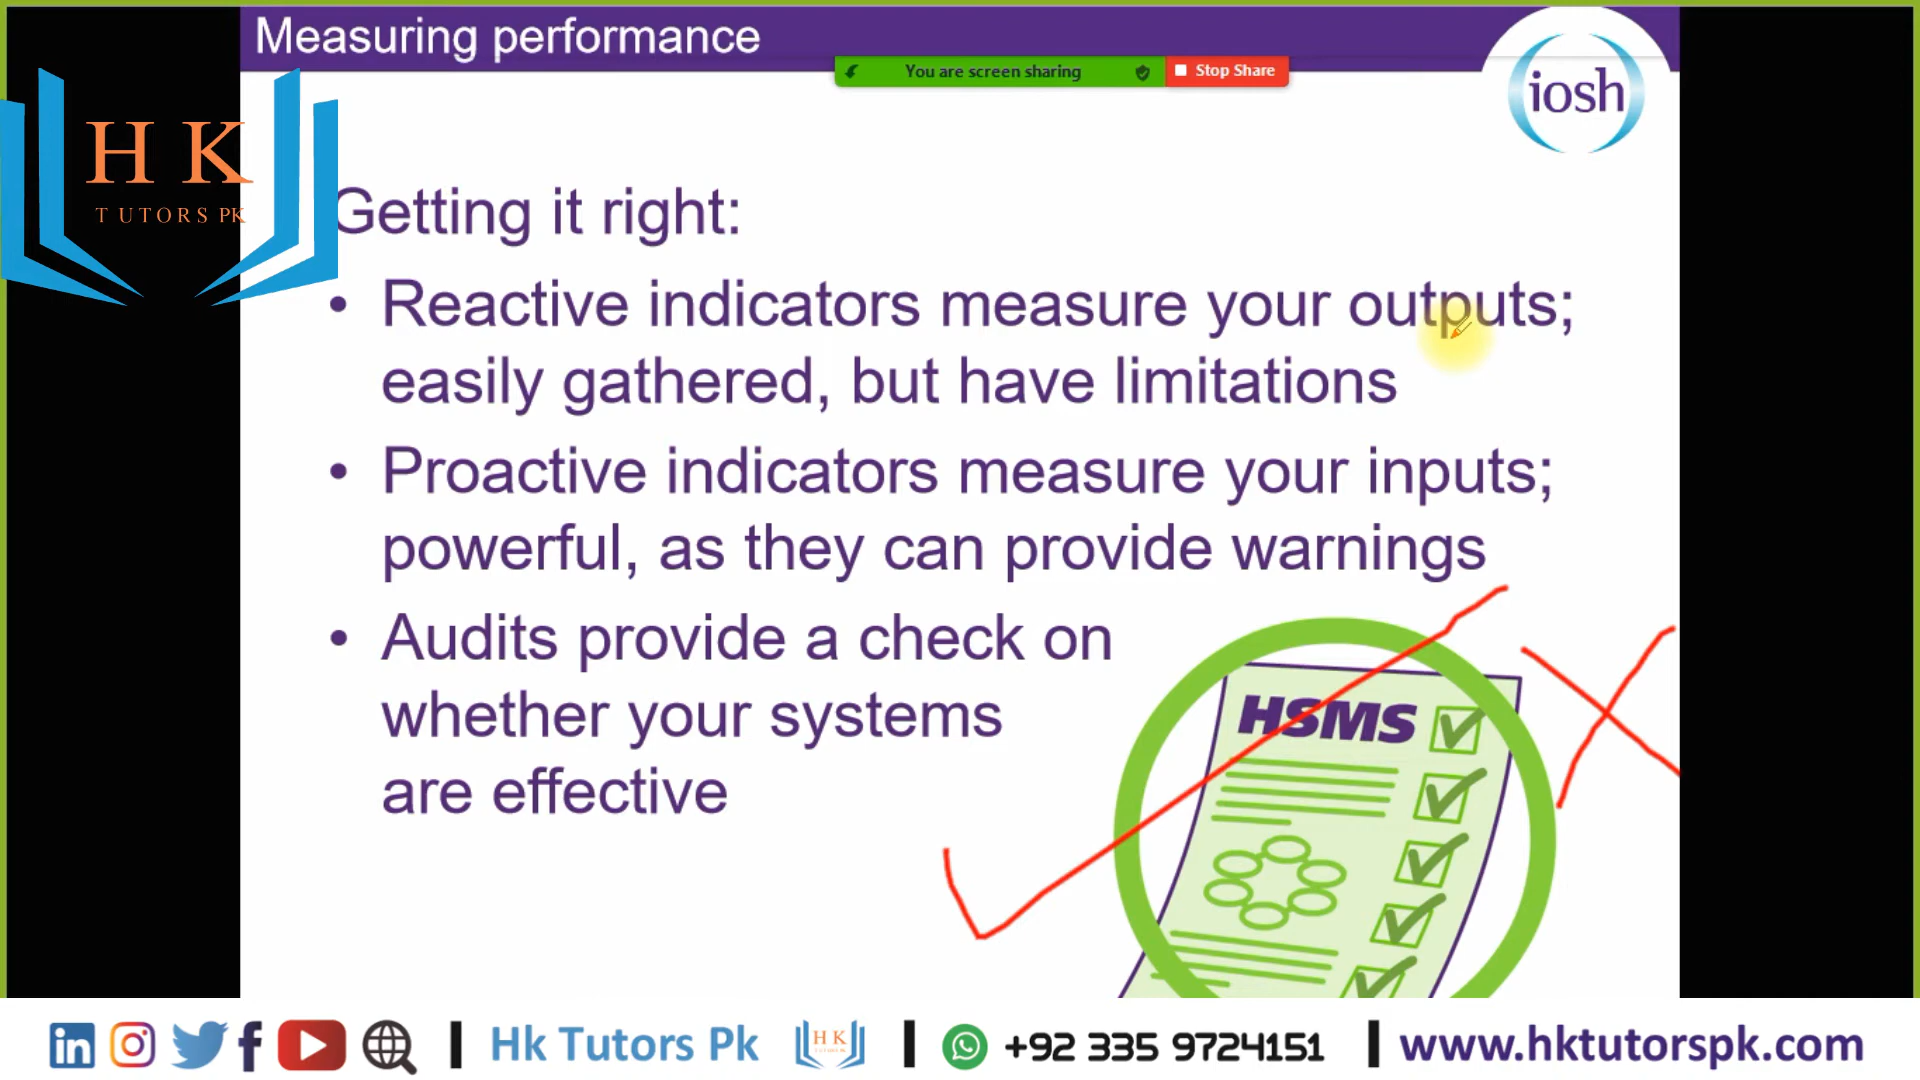 Measuring performance
You are screen sharing
Stop Share
iosh
H K
TUTORS PK
Getting it right:
• Reactive indicators measure your outputs;
easily gathered, but have limitations
• Proactive indicators measure your inputs;
powerful, as they can provide warnings
• Audits provide a check on
whether your systems
are effective
HSMS
Hk Tutors Pk
H K
+92 335 9724151
www.hktutorspk.com